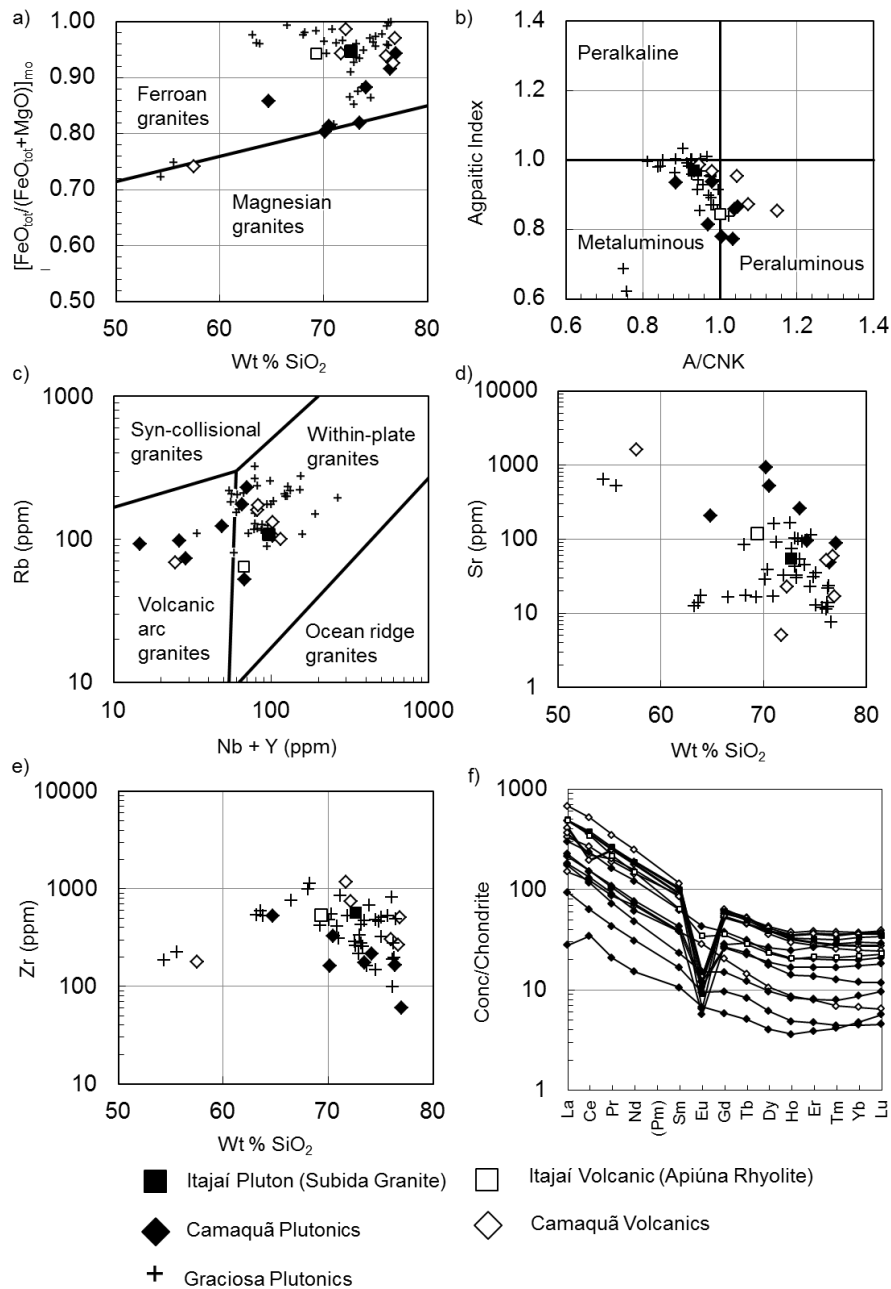 a)
1.00
0.90
0.80
0.70
0.60
0.50
[FeOtot/(FeOtot+MgO)]mo
_
Ferroan
granites
Magnesian
granites
50
60
70
80
Wt % SiO2
b)
1.4
1.2
1.0
0.8
0.6
Agpaitic Index
Peralkaline
Metaluminous
Peraluminous
0.6
0.8
1.0
1.2
1.4
A/CNK
c)
1000
100
10
Rb (ppm)
Syn-collisional
granites
Within-plate
granites
Volcanic
arc
granites
Ocean ridge
granites
10
100
1000
Nb + Y (ppm)
d)
10000
1000
100
10
1
Sr (ppm)
50
60
70
80
Wt % SiO2
e)
10000
1000
100
10
Zr (ppm)
50
60
70
80
Wt % SiO2
f)
1000
100
10
1
Conc/Chondrite
La
Ce
Pr
Nd
(Pm)
Sm
Eu
Gd
Tb
Dy
Ho
Er
Tm
Yb
Lu
Itajaí Pluton (Subida Granite)
Itajaí Volcanic (Apiúna Rhyolite)
Camaquã Plutonics
Camaquã Volcanics
Graciosa Plutonics